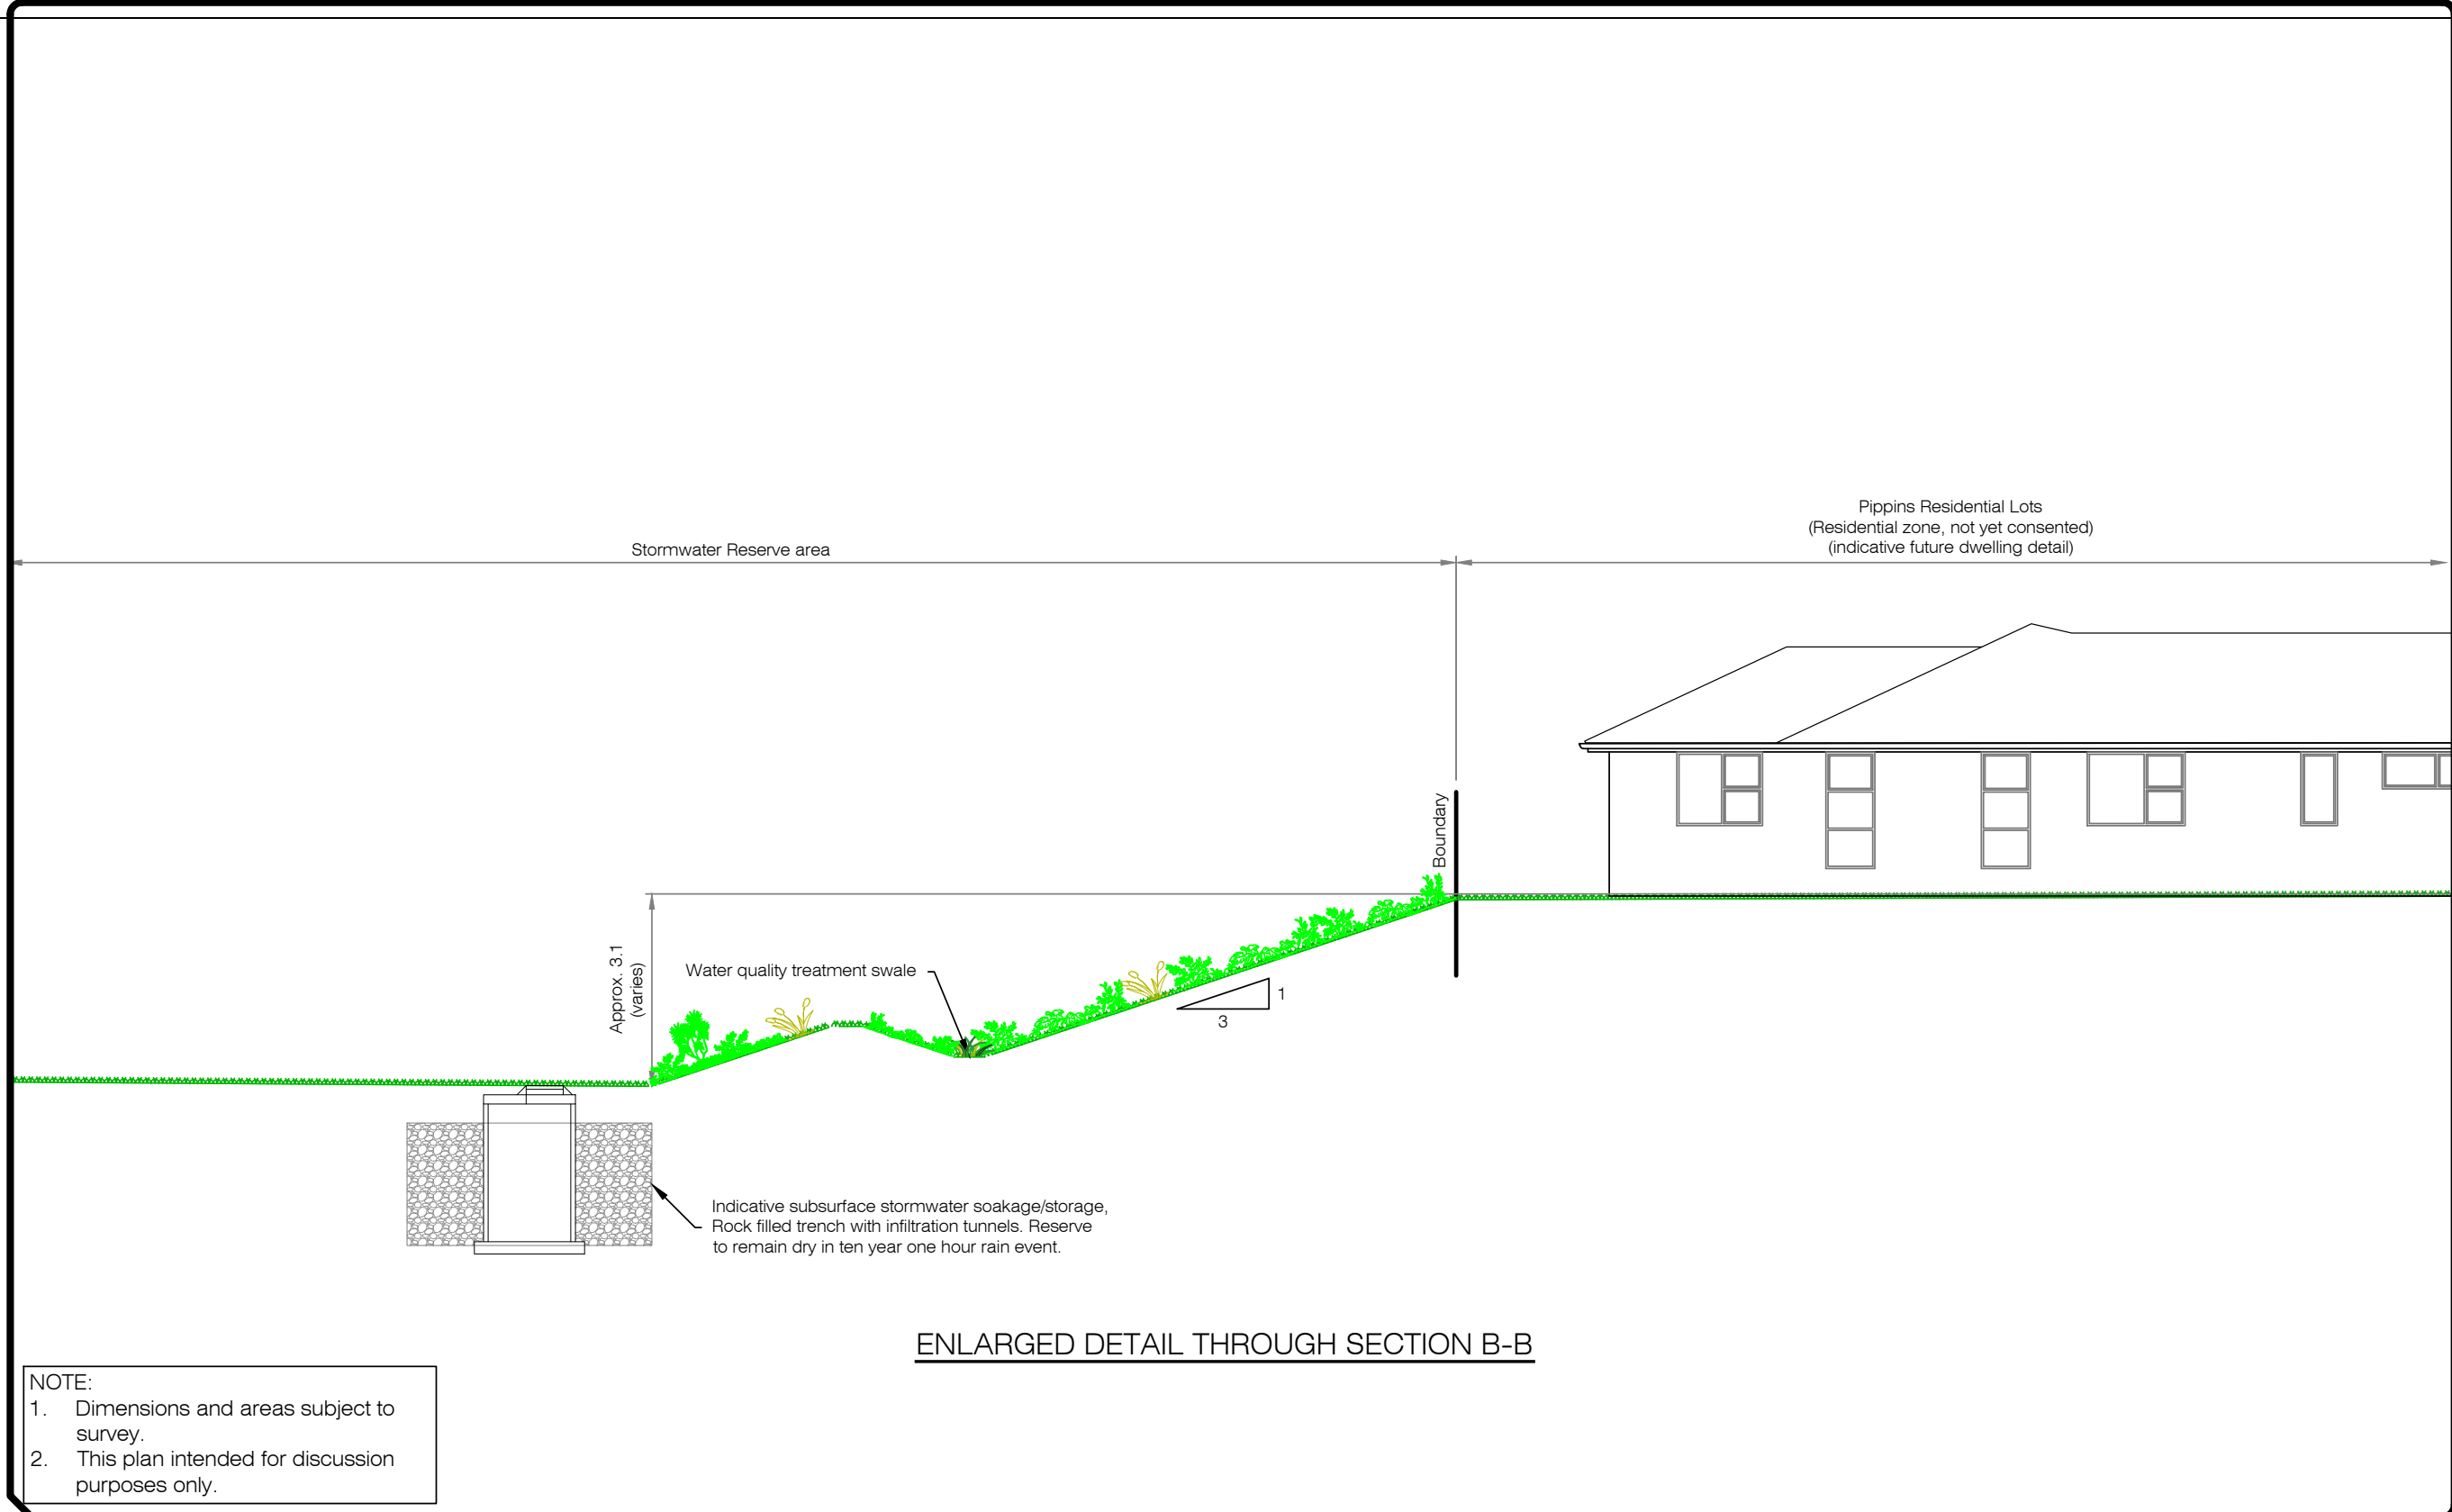 Pippins Residential Lots
(Residential zone, not yet consented)
(indicative future dwelling detail)
Stormwater Reserve area
Boundary
Approx. 3.1
(varies)
Water quality treatment swale
1
3
Indicative subsurface stormwater soakage/storage,
Rock filled trench with infiltration tunnels. Reserve
to remain dry in ten year one hour rain event.
ENLARGED DETAIL THROUGH SECTION B-B
NOTE:
1. Dimensions and areas subject to
survey.
2. This plan intended for discussion
purposes only.